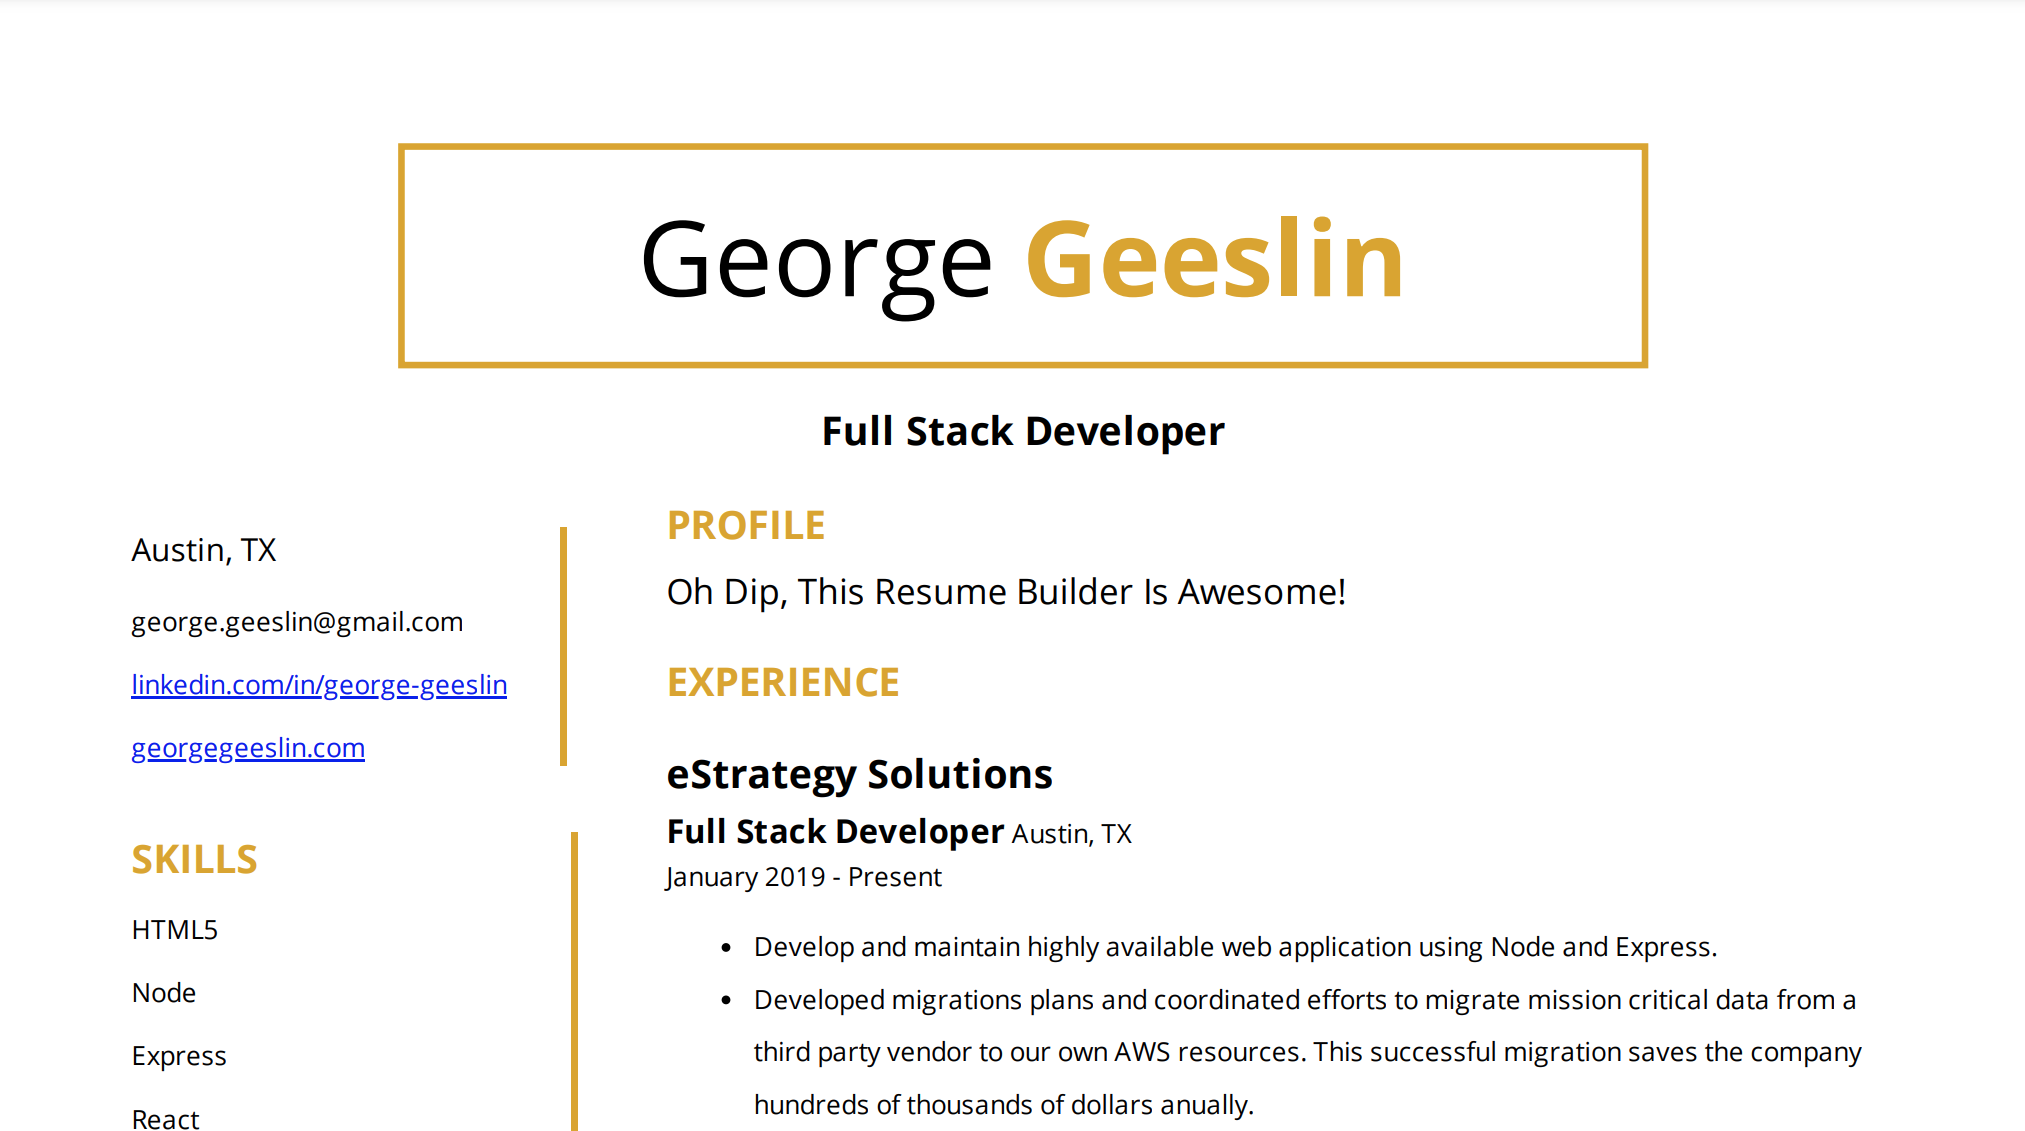 George Geeslin
Full Stack Developer
Austin, TX
george.geeslin@gmail.com
linkedin.com/in/george-geeslin
georgegeeslin.com
SKILLS
HTML5
Node
Express
React
PROFILE
Oh Dip, This Resume Builder Is Awesome!
EXPERIENCE
eStrategy Solutions
Full Stack Developer Austin, TX
January 2019 - Present
• Develop and maintain highly available web application using Node and Express.
• Developed migrations plans and coordinated efforts to migrate mission critical data from a
third party vendor to our own AWS resources. This successful migration saves the company
hundreds of thousands of dollars anually.